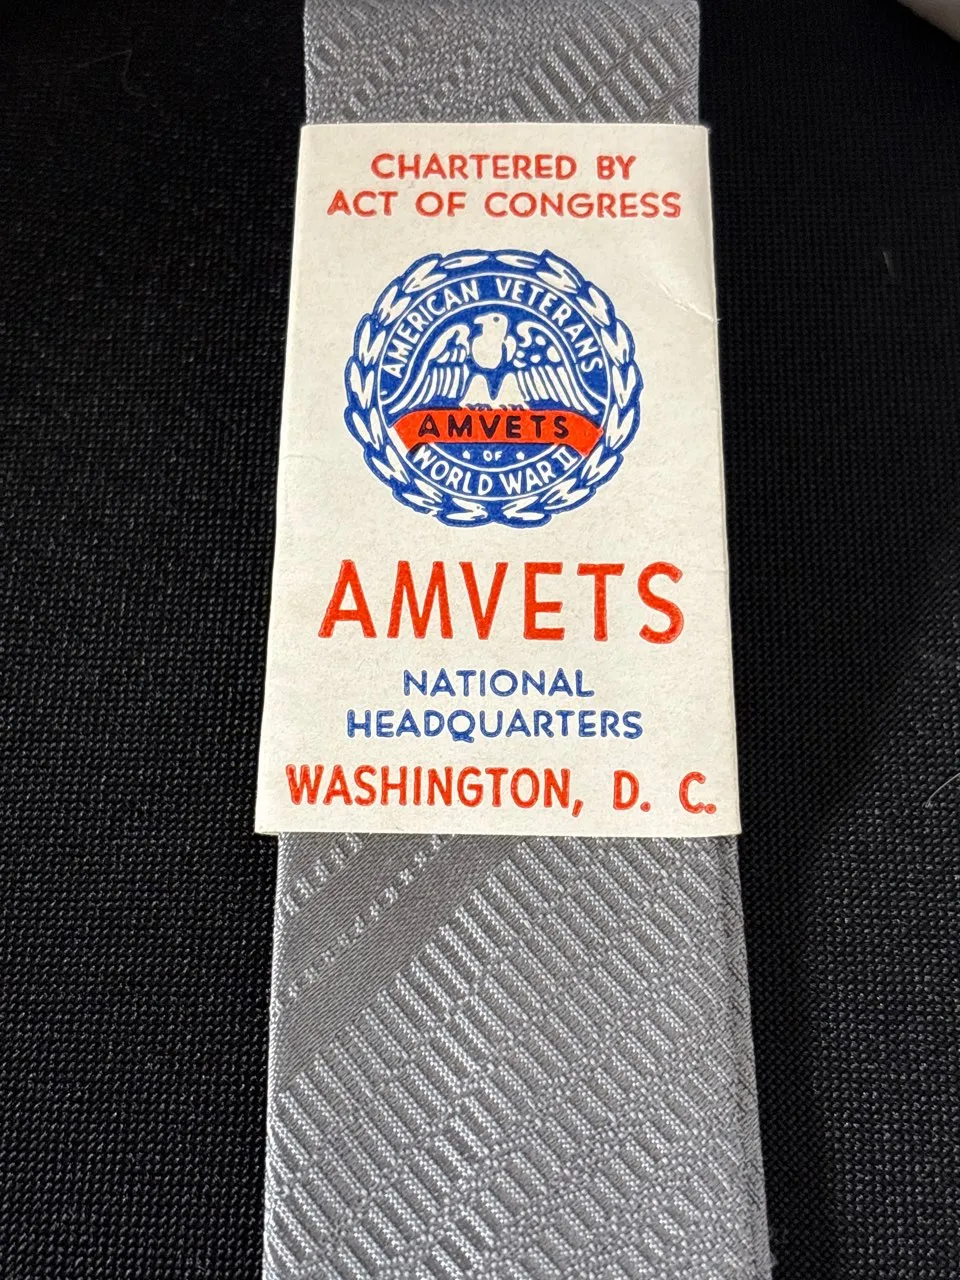 CHARTERED BY
ACT OF CONGRESS
AMERICAN VETERANS
AMVETS
OF
WORLD WAR II
AMVETS
NATIONAL
HEADQUARTERS
WASHINGTON, D. C.